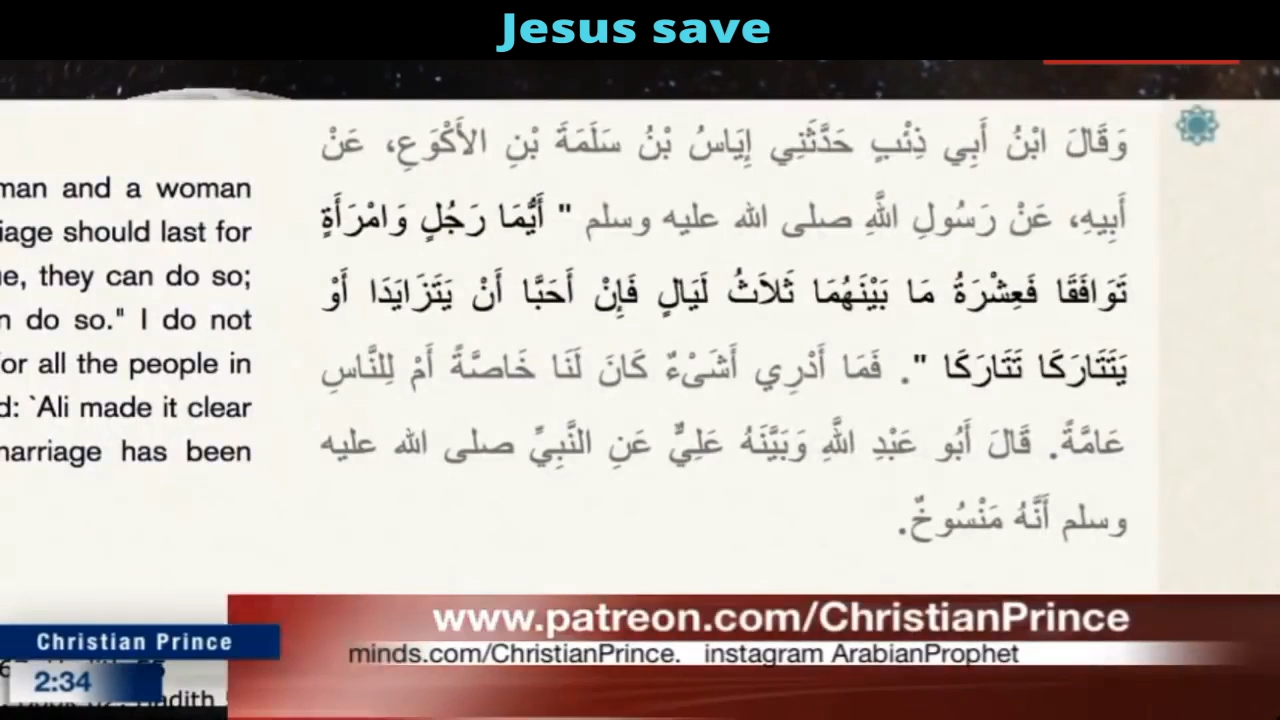 Jesus save
وَقَالَ ابْنُ أَبِي ذِئْبٍ حَدَّثَنِي إِيَاسُ بْنُ سَلَمَةَ بْنِ الأَكْوَعِ، عَنْ
أَبِيهِ، عَنْ رَسُولِ اللَّهِ صلى الله عليه وسلم " أَيُّمَا رَجُلٍ وَامْرَأَةٍ
تَوَافَقَا فَعِشْرَةُ مَا بَيْنَهُمَا ثَلاَثُ لَيَالٍ فَإِنْ أَحَبَّا أَنْ يَتَزَايَدَا أَوْ
يَتَتَارَكَا تَتَارَكَا ". فَمَا أَدْرِي أَشَىْءٌ كَانَ لَنَا خَاصَّةً أَمْ لِلنَّاسِ
عَامَّةً. قَالَ أَبُو عَبْدِ اللَّهِ وَبَيَّنَهُ عَلِيٌّ عَنِ النَّبِيِّ صلى الله عليه
وسلم أَنَّهُ مَنْسُوخٌ.
man and a woman
iage should last for
e, they can do so;
n do so." I do not
or all the people in
d: `Ali made it clear
marriage has been
www.patreon.com/ChristianPrince
Christian Prince
minds.com/ChristianPrince. instagram ArabianProphet
2:34